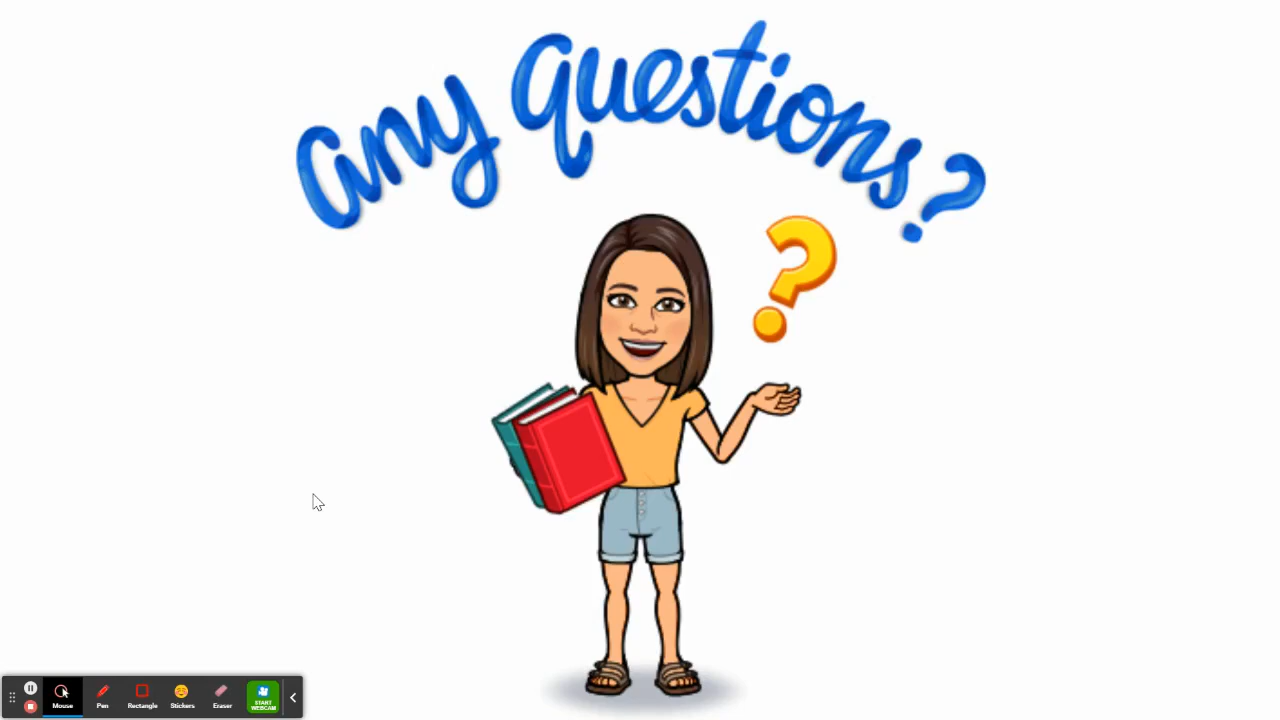 any questions?
?
Mouse
Pen
Rectangle
Stickers
Eraser
START
WEBCAM